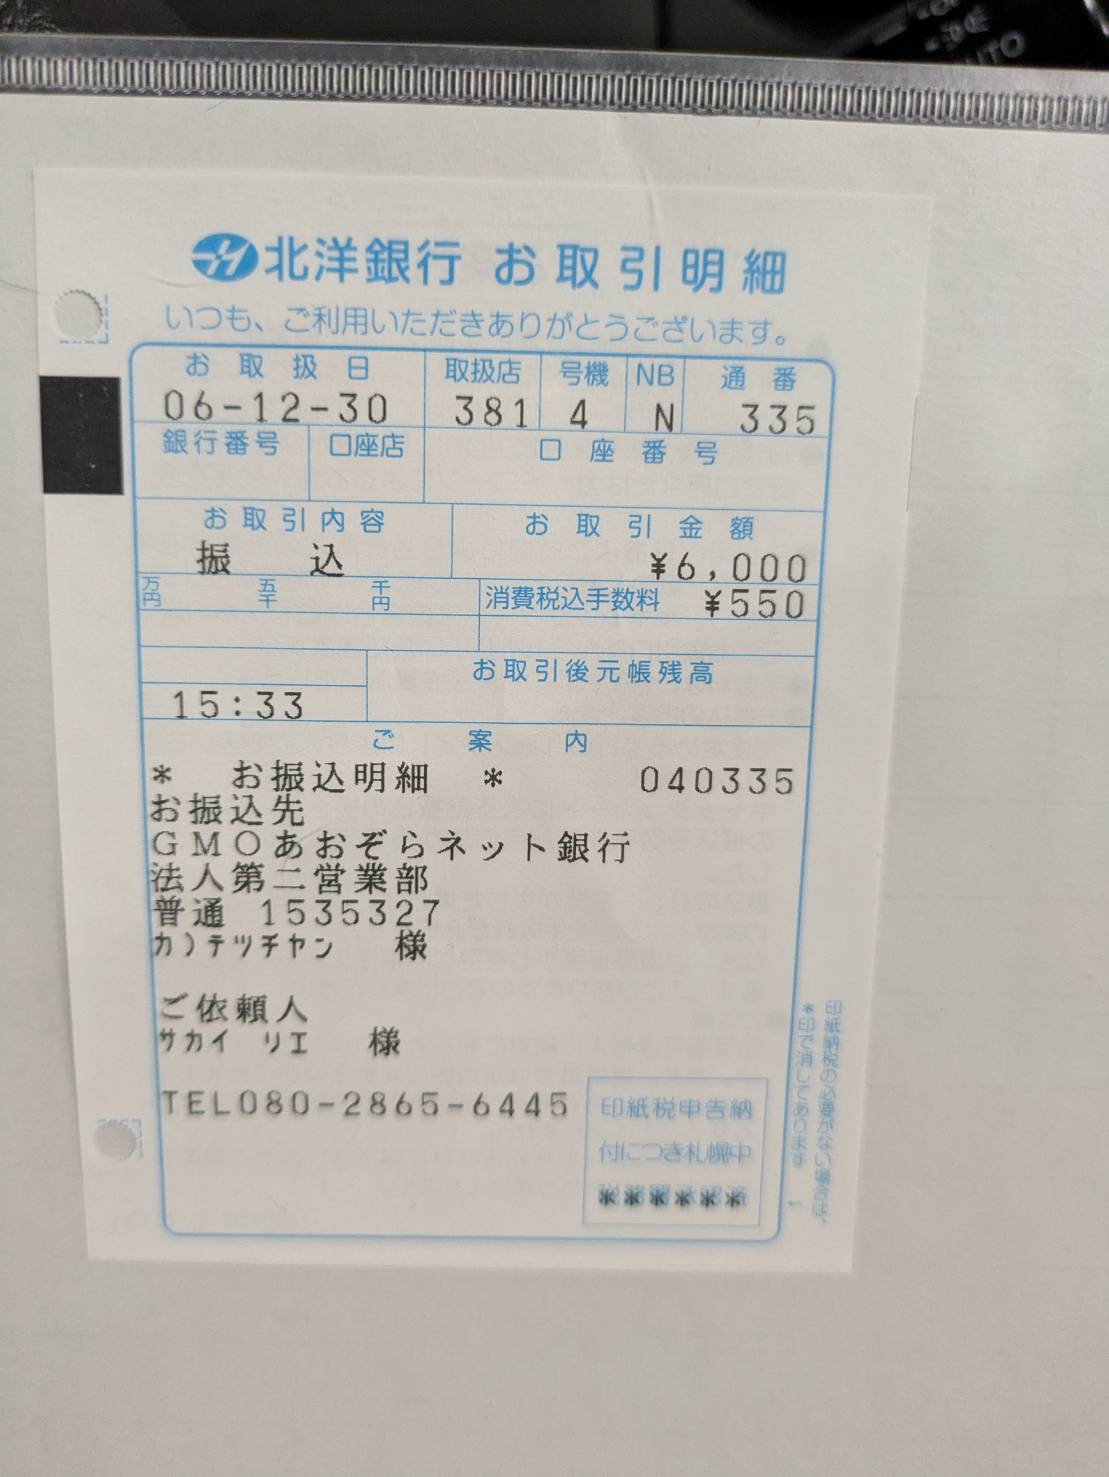 AUTO
北洋銀行 お取引明細
いつも、ご利用いただきありがとうございます。
お取扱日 取扱店 号機 NB 通番
06-12-30 381 4 N 335
銀行番号 口座店 口座番号
お取引内容 お取引金額
振 込 ¥6,000
万円 五千 千円 消費税込手数料 ¥550
お取引後元帳残高
15:33
ご案内
* お振込明細 * 040335
お振込先
GMOあおぞらネット銀行
法人第二営業部
普通 1535327
カ)テツチヤン 様
ご依頼人
サカイ リエ 様
TEL080-2865-6445
印紙税申告納
付につき札幌中
******
印紙納税の必要がない場合は、
*印で消してあります